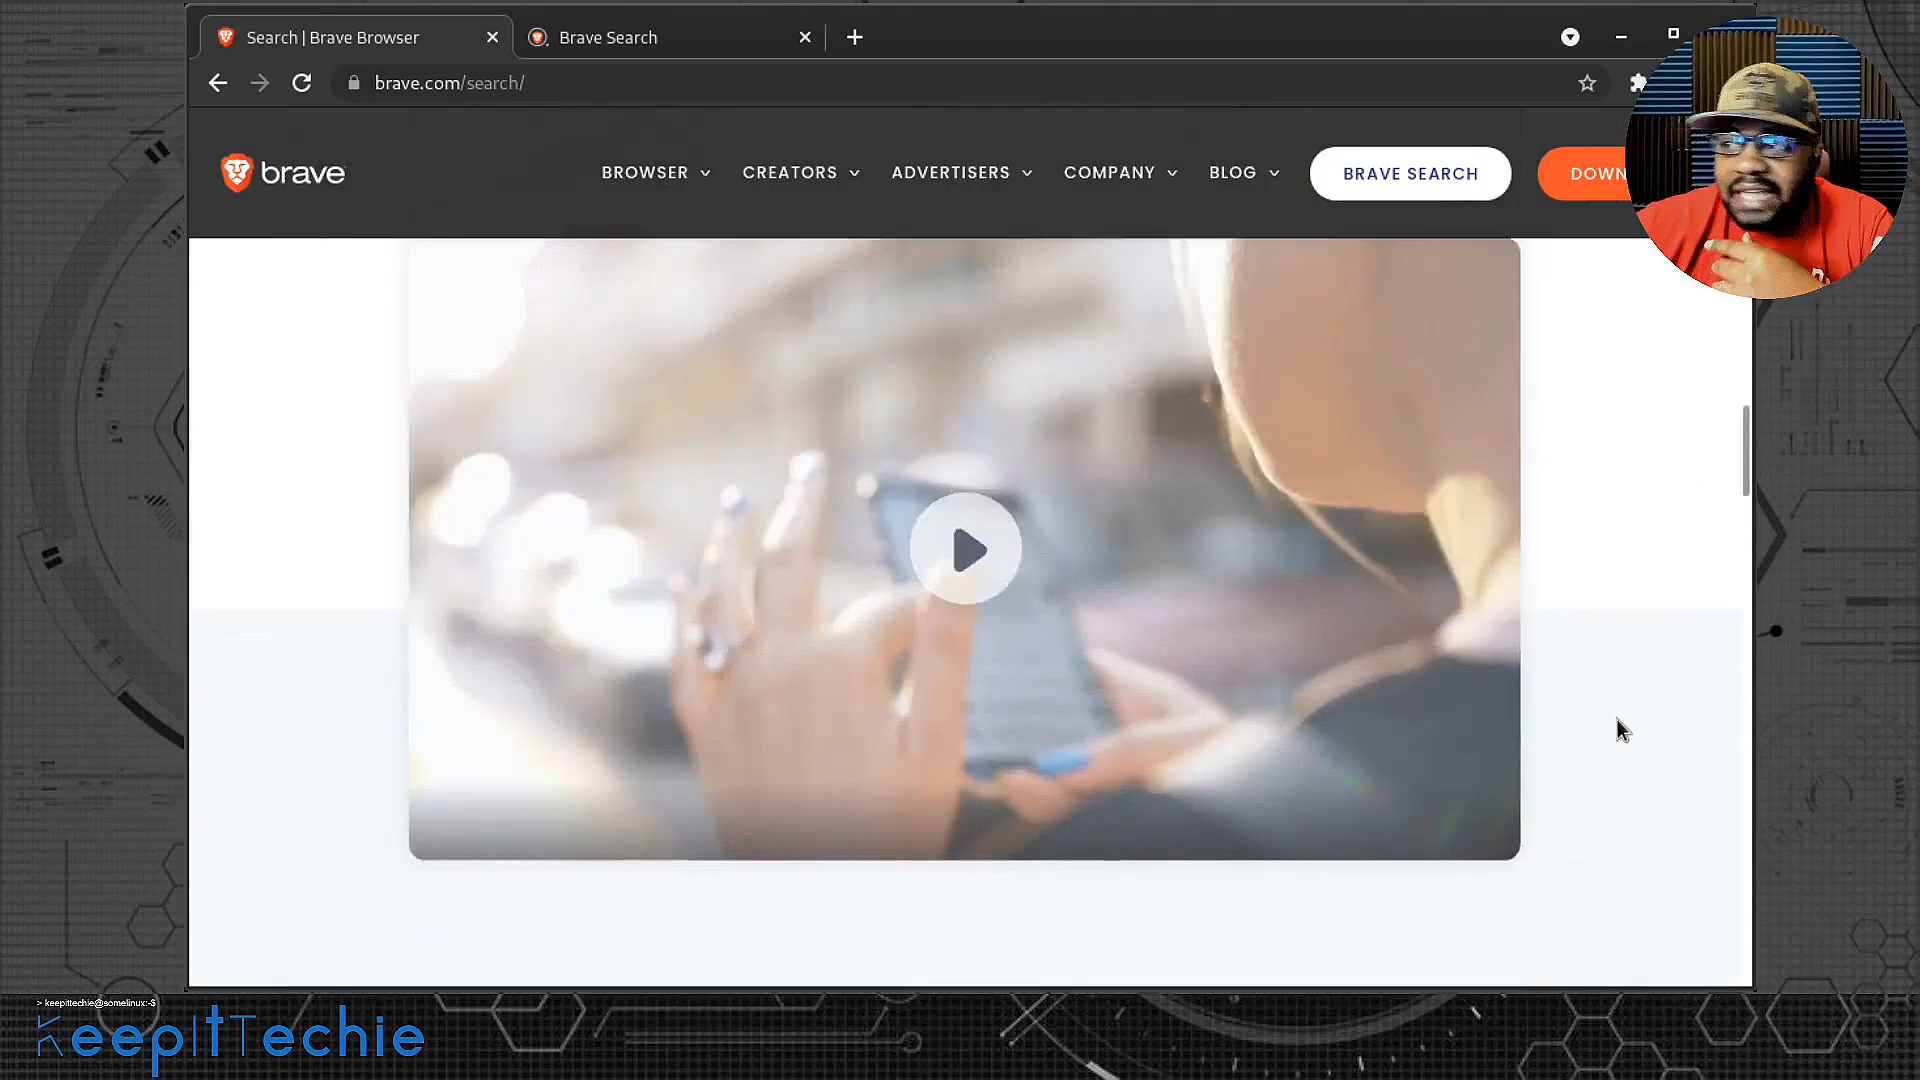 Search | Brave Browser
Brave Search
brave.com/search/
brave
BROWSER
CREATORS
ADVERTISERS
COMPANY
BLOG
BRAVE SEARCH
DOWN
> keepittechie@somelinux:~$
KeepItTechie